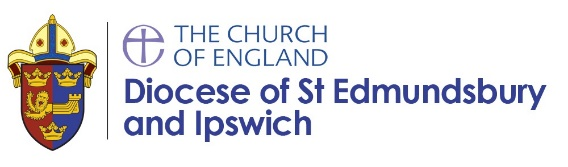 THE CHURCH
OF ENGLAND
Diocese of St Edmundsbury
and Ipswich